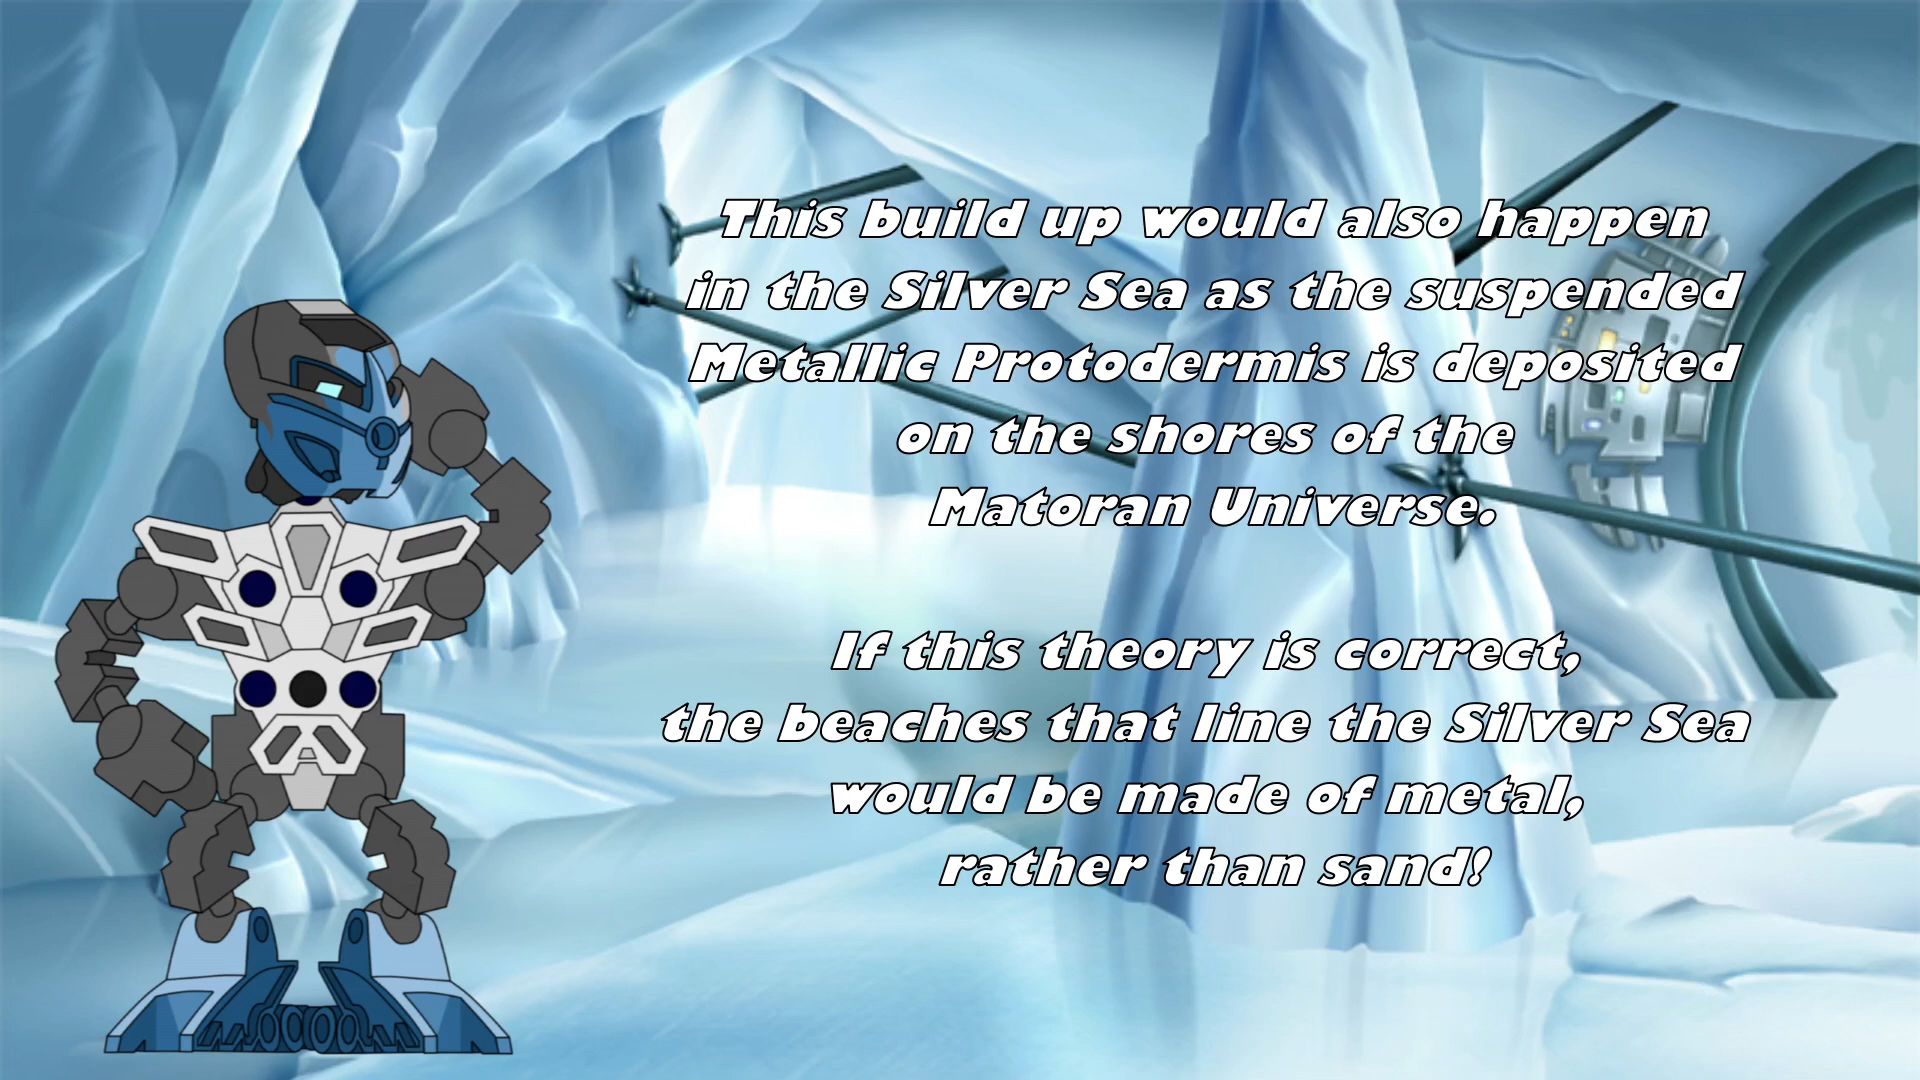 This build up would also happen
in the Silver Sea as the suspended
Metallic Protodermis is deposited
on the shores of the
Matoran Universe.
If this theory is correct,
the beaches that line the Silver Sea
would be made of metal,
rather than sand!